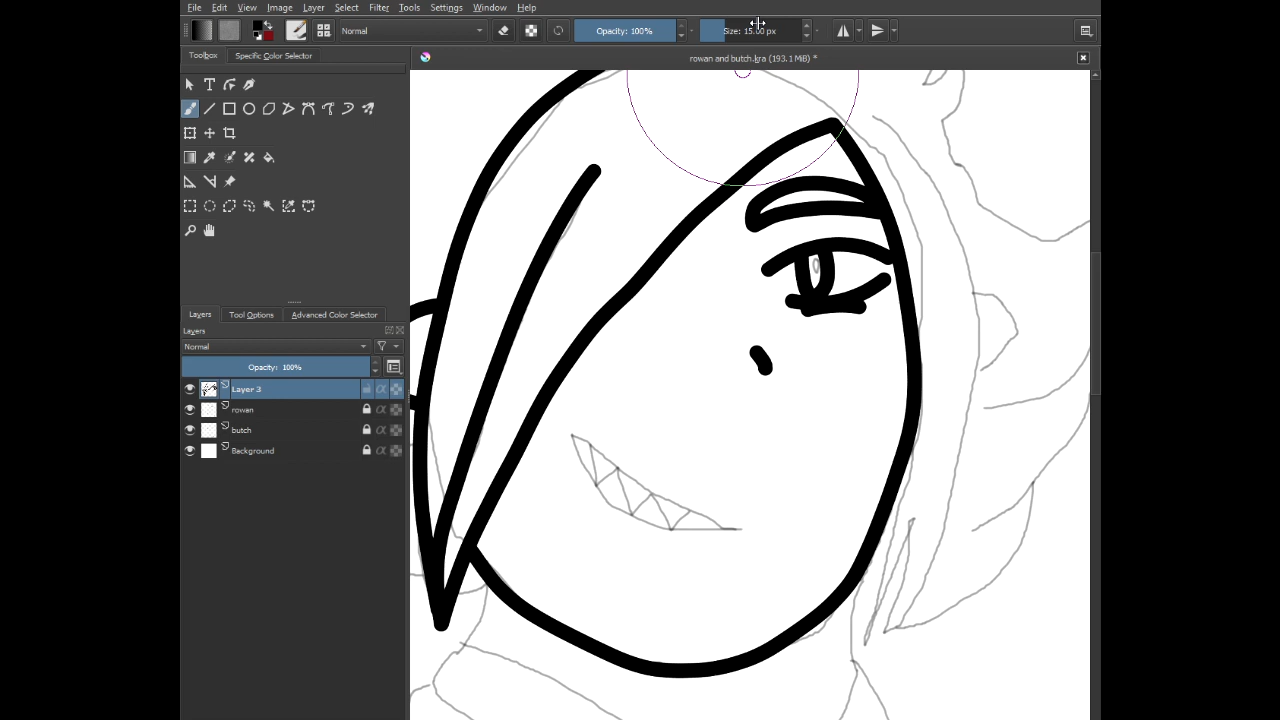 File Edit View Image Layer Select Filter Tools Settings Window Help
Normal Opacity: 100% Size: 15.00 px
Toolbox Specific Color Selector
rowan and butch.kra (193.1 MiB) *
Layers Tool Options Advanced Color Selector
Layers
Normal
Opacity: 100%
Layer 3
rowan
butch
Background